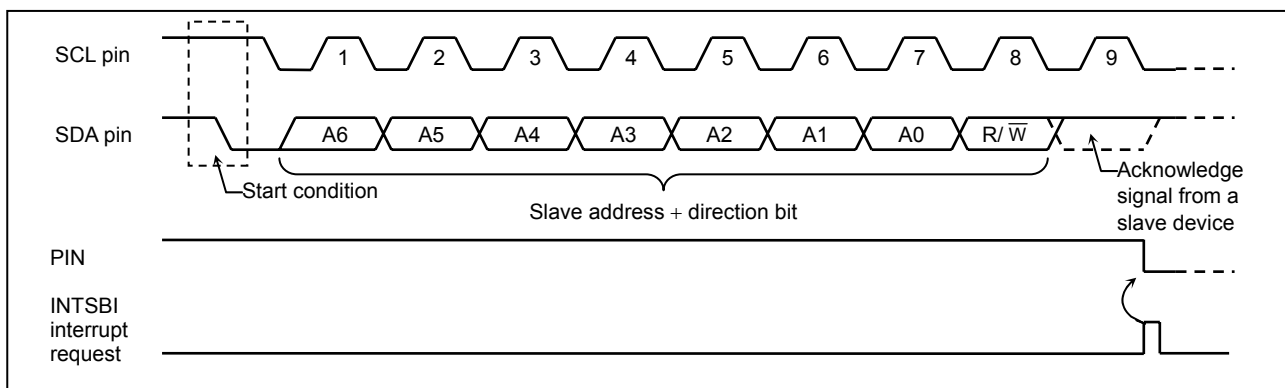 SCL pin
1 2 3 4 5 6 7 8 9
SDA pin
A6 A5 A4 A3 A2 A1 A0 R/ W̅
Start condition
Slave address + direction bit
Acknowledge
signal from a
slave device
PIN
INTSBI
interrupt
request